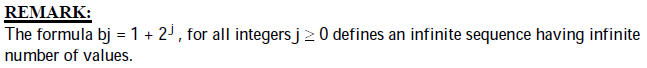 REMARK:
The formula bj = 1 + 2ʲ , for all integers j ≥ 0 defines an infinite sequence having infinite
number of values.